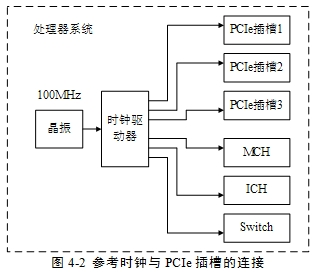 处理器系统
100MHz
晶振
时钟驱
动器
PCIe插槽1
PCIe插槽2
PCIe插槽3
MCH
ICH
Switch
图 4-2 参考时钟与 PCIe 插槽的连接